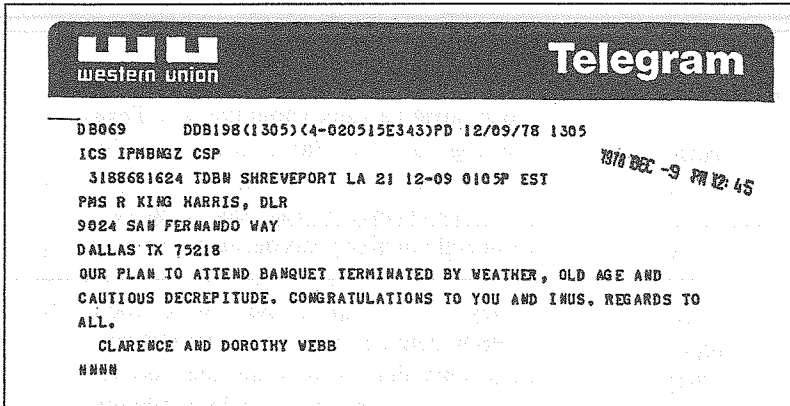 western union
Telegram
DB069 DDB198(1305)(4-020515E343)PD 12/09/78 1305
ICS IPMBNGZ CSP
1978 DEC -9 PM 12:45
3188681624 TDBN SHREVEPORT LA 21 12-09 0105P EST
PMS R KING HARRIS, DLR
9024 SAN FERNANDO WAY
DALLAS TX 75218
OUR PLAN TO ATTEND BANQUET TERMINATED BY WEATHER, OLD AGE AND
CAUTIOUS DECREPITUDE. CONGRATULATIONS TO YOU AND INUS. REGARDS TO
ALL.
CLARENCE AND DOROTHY WEBB
NNNN